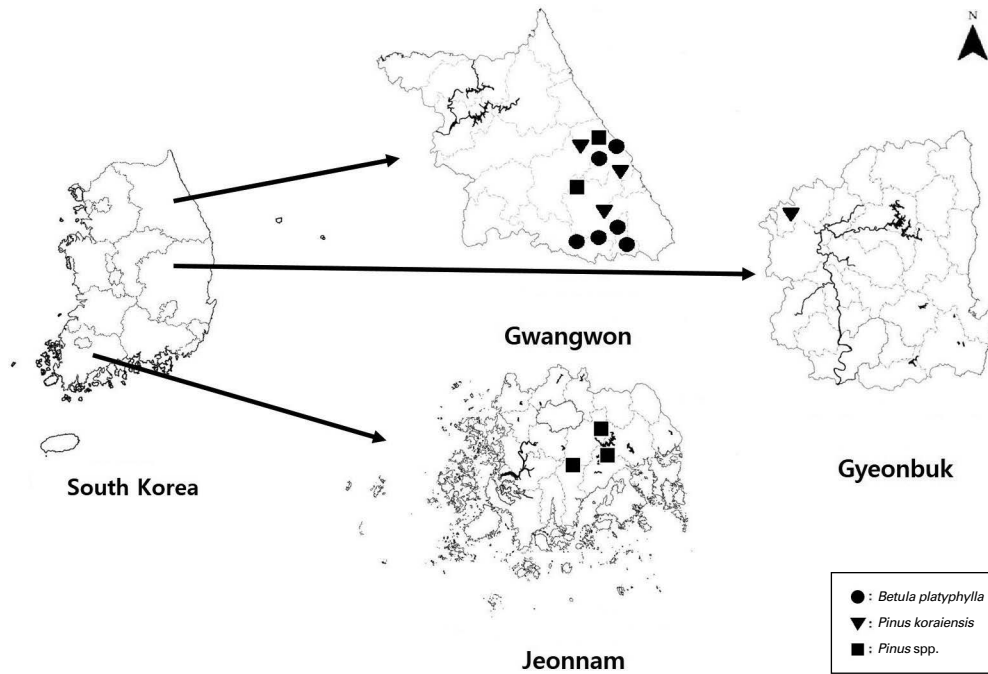 N
Gwangwon
South Korea
Gyeonbuk
Jeonnam
: Betula platyphylla
: Pinus koraiensis
: Pinus spp.